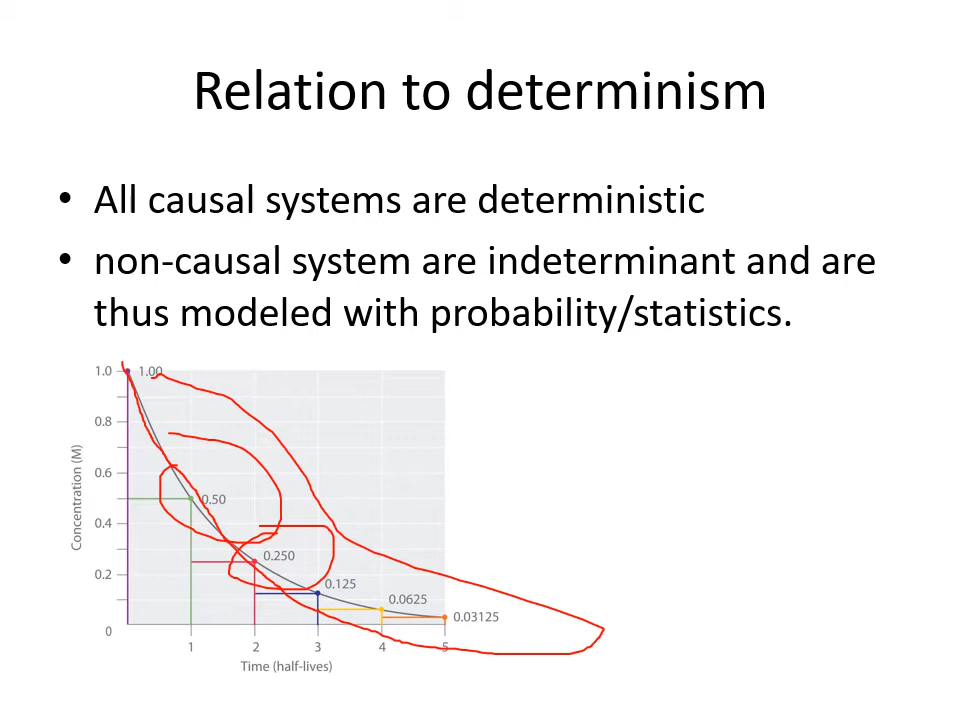 Relation to determinism
• All causal systems are deterministic
• non-causal system are indeterminant and are
thus modeled with probability/statistics.
1.0
1.00
0.8
0.6
0.50
0.4
0.250
0.2
0.125
0.0625
0.03125
0
Concentration (M)
1 2 3 4 5
Time (half-lives)